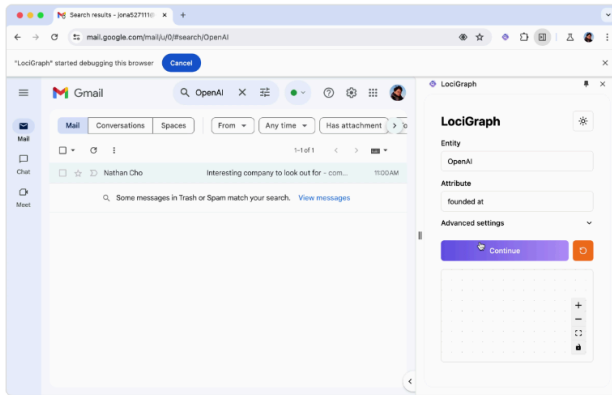 Search results - jona527111@
mail.google.com/mail/u/0/#search/OpenAI
"LociGraph" started debugging this browser
Cancel
Gmail
OpenAI
LociGraph
Mail
Chat
Meet
Mail
Conversations
Spaces
From
Any time
Has attachment
1-1 of 1
Nathan Cho
Interesting company to look out for - com...
11:00 AM
Some messages in Trash or Spam match your search.
View messages
LociGraph
Entity
OpenAI
Attribute
founded at
Advanced settings
Continue